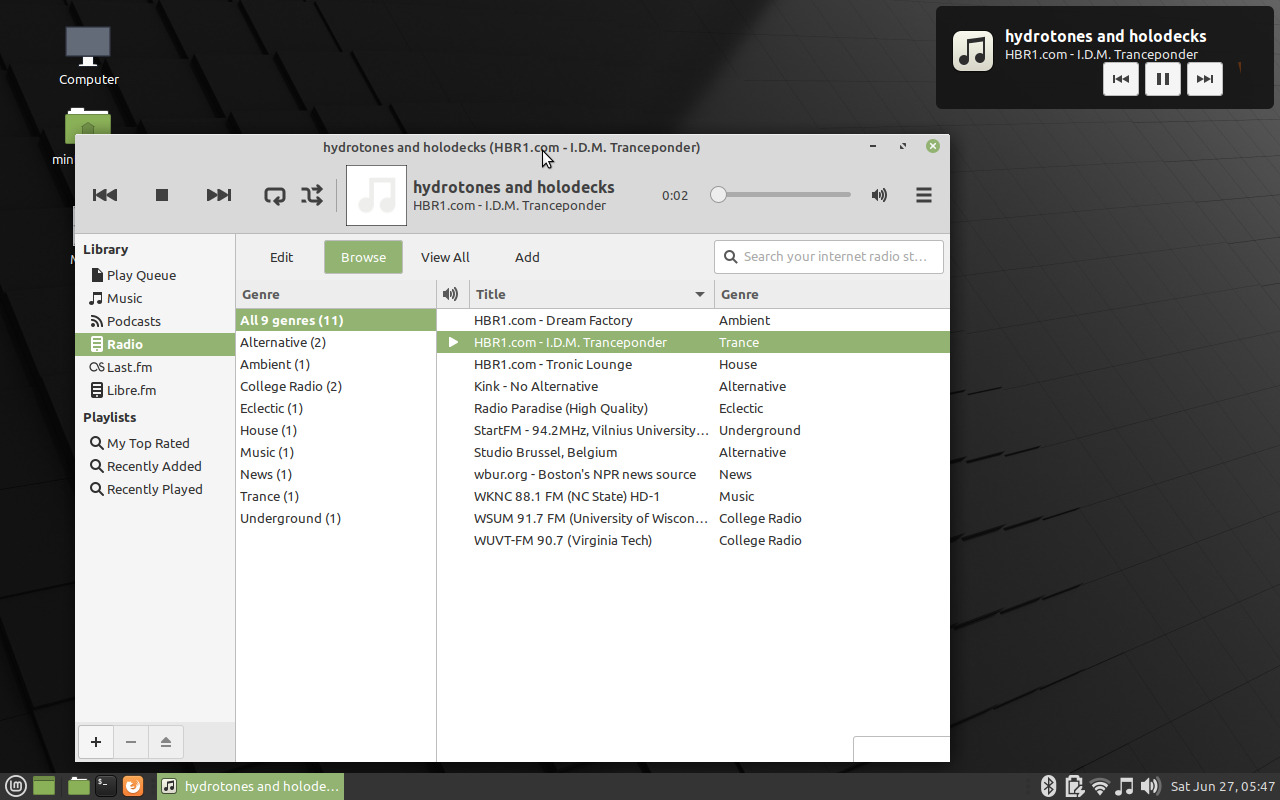 Computer
min
hydrotones and holodecks
HBR1.com - I.D.M. Tranceponder
hydrotones and holodecks (HBR1.com - I.D.M. Tranceponder)
hydrotones and holodecks
HBR1.com - I.D.M. Tranceponder
0:02
Library
Play Queue
Music
Podcasts
Radio
Last.fm
Libre.fm
Playlists
My Top Rated
Recently Added
Recently Played
Edit
Browse
View All
Add
Search your internet radio st…
Genre
All 9 genres (11)
Alternative (2)
Ambient (1)
College Radio (2)
Eclectic (1)
House (1)
Music (1)
News (1)
Trance (1)
Underground (1)
Title Genre
HBR1.com - Dream Factory Ambient
HBR1.com - I.D.M. Tranceponder Trance
HBR1.com - Tronic Lounge House
Kink - No Alternative Alternative
Radio Paradise (High Quality) Eclectic
StartFM - 94.2MHz, Vilnius University… Underground
Studio Brussel, Belgium Alternative
wbur.org - Boston's NPR news source News
WKNC 88.1 FM (NC State) HD-1 Music
WSUM 91.7 FM (University of Wiscon… College Radio
WUVT-FM 90.7 (Virginia Tech) College Radio
hydrotones and holode…
Sat Jun 27, 05:47